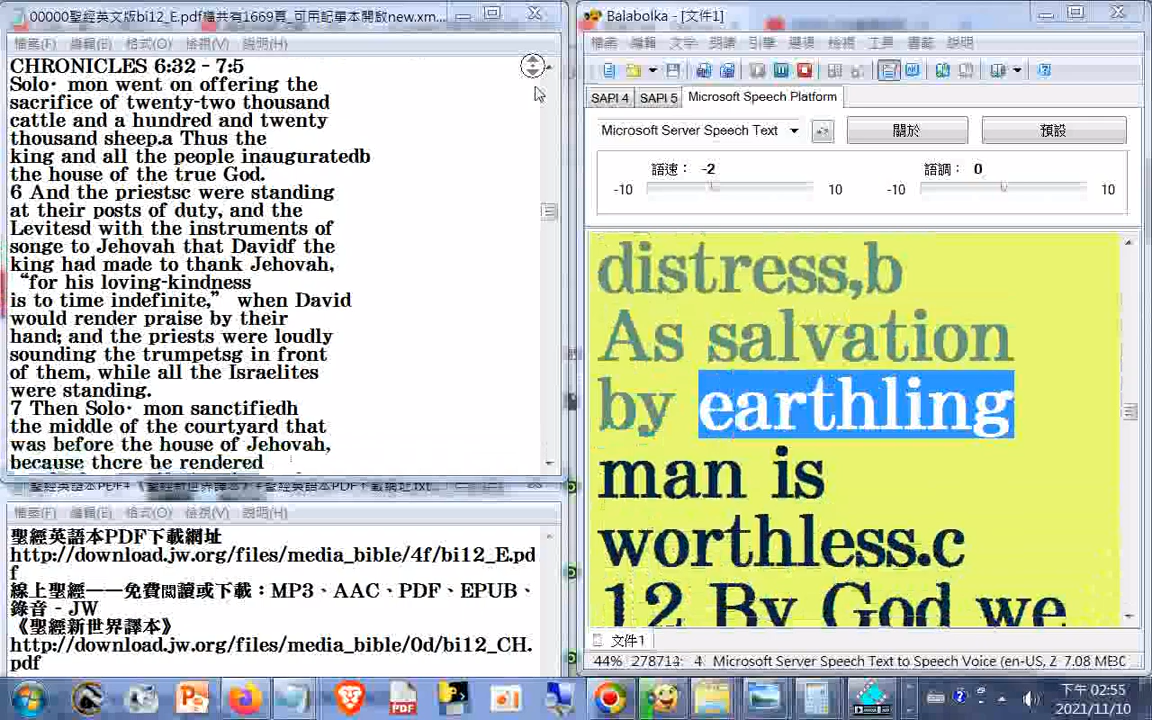 00000聖經英文版bi12_E.pdf檔共有1669頁_可用記事本開啟new.xm...
檔案(F) 編輯(E) 格式(O) 檢視(V) 說明(H)
CHRONICLES 6:32 - 7:5
Solo· mon went on offering the
sacrifice of twenty-two thousand
cattle and a hundred and twenty
thousand sheep.a Thus the
king and all the people inauguratedb
the house of the true God.
6 And the priestsc were standing
at their posts of duty, and the
Levitesd with the instruments of
songe to Jehovah that Davidf the
king had made to thank Jehovah,
“for his loving-kindness
is to time indefinite,” when David
would render praise by their
hand; and the priests were loudly
sounding the trumpetsg in front
of them, while all the Israelites
were standing.
7 Then Solo· mon sanctifiedh
the middle of the courtyard that
was before the house of Jehovah,
because there he rendered
檔案(F) 編輯(E) 格式(O) 檢視(V) 說明(H)
聖經英語本PDF下載網址
http://download.jw.org/files/media_bible/4f/bi12_E.pd
f
線上聖經——免費閱讀或下載：MP3、AAC、PDF、EPUB、
錄音 - JW
《聖經新世界譯本》
http://download.jw.org/files/media_bible/0d/bi12_CH.
pdf
Balabolka - [文件1]
檔案 編輯 文字 朗讀 引擎 選項 檢視 工具 書籤 說明
SAPI 4 SAPI 5 Microsoft Speech Platform
Microsoft Server Speech Text 關於 預設
語速： -2 語調： 0
-10 10 -10 10
distress,b
As salvation
by earthling
man is
worthless.c
12 By God we
文件1
44% 4 Microsoft Server Speech Text to Speech Voice (en-US, Z 7.08 MB
下午 02:55
2021/11/10